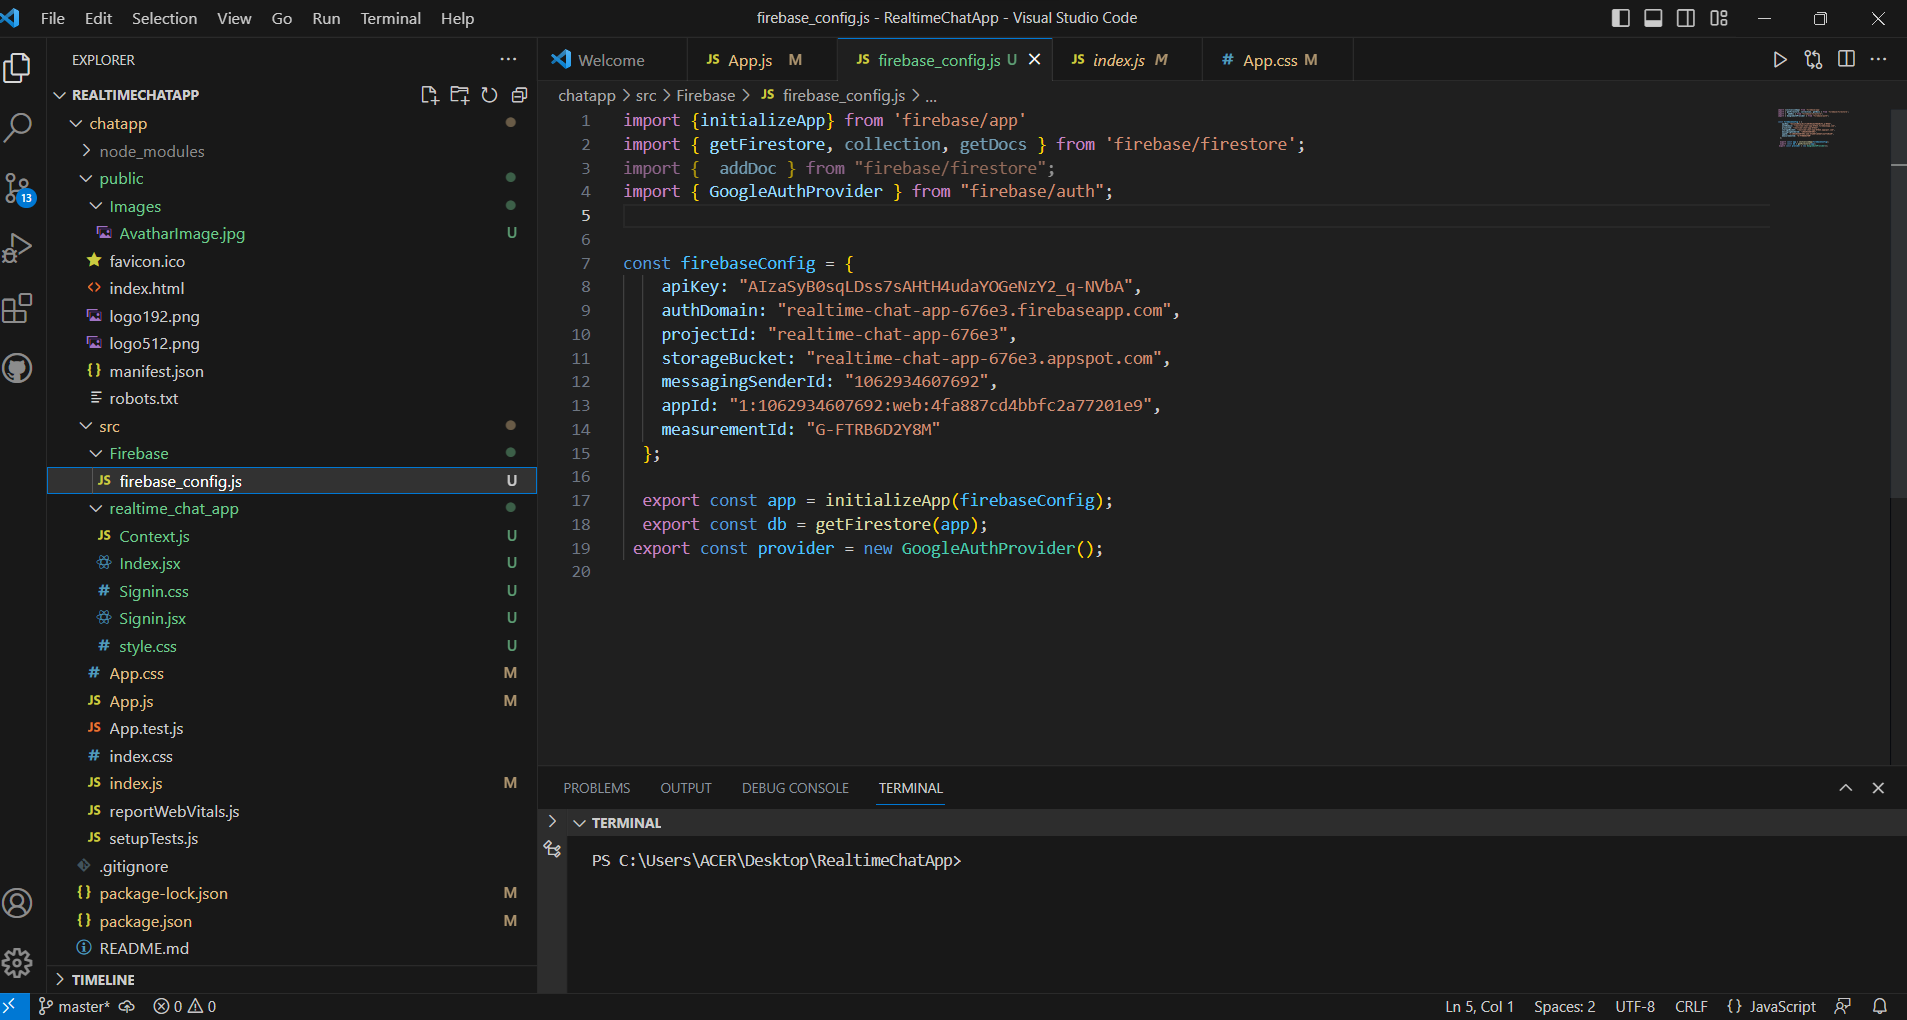 File Edit Selection View Go Run Terminal Help
firebase_config.js - RealtimeChatApp - Visual Studio Code
EXPLORER
REALTIMECHATAPP
chatapp
node_modules
public
Images
AvatharImage.jpg U
favicon.ico
index.html
logo192.png
logo512.png
manifest.json
robots.txt
src
Firebase
firebase_config.js U
realtime_chat_app
Context.js U
Index.jsx U
Signin.css U
Signin.jsx U
style.css U
App.css M
App.js M
App.test.js
index.css
index.js M
reportWebVitals.js
setupTests.js
.gitignore
package-lock.json M
package.json M
README.md
TIMELINE
13
Welcome
JS App.js M
JS firebase_config.js U
JS index.js M
# App.css M
chatapp > src > Firebase > JS firebase_config.js > ...
1 import {initializeApp} from 'firebase/app'
2 import { getFirestore, collection, getDocs } from 'firebase/firestore';
3 import {  addDoc } from "firebase/firestore";
4 import { GoogleAuthProvider } from "firebase/auth";
5
6
7 const firebaseConfig = {
8     apiKey: "AIzaSyB0sqLDss7sAHtH4udaYOGeNzY2_q-NVbA",
9     authDomain: "realtime-chat-app-676e3.firebaseapp.com",
10     projectId: "realtime-chat-app-676e3",
11     storageBucket: "realtime-chat-app-676e3.appspot.com",
12     messagingSenderId: "1062934607692",
13     appId: "1:1062934607692:web:4fa887cd4bbfc2a77201e9",
14     measurementId: "G-FTRB6D2Y8M"
15   };
16
17   export const app = initializeApp(firebaseConfig);
18   export const db = getFirestore(app);
19  export const provider = new GoogleAuthProvider();
20
PROBLEMS OUTPUT DEBUG CONSOLE TERMINAL
TERMINAL
PS C:\Users\ACER\Desktop\RealtimeChatApp>
master* 0 0
Ln 5, Col 1 Spaces: 2 UTF-8 CRLF {} JavaScript